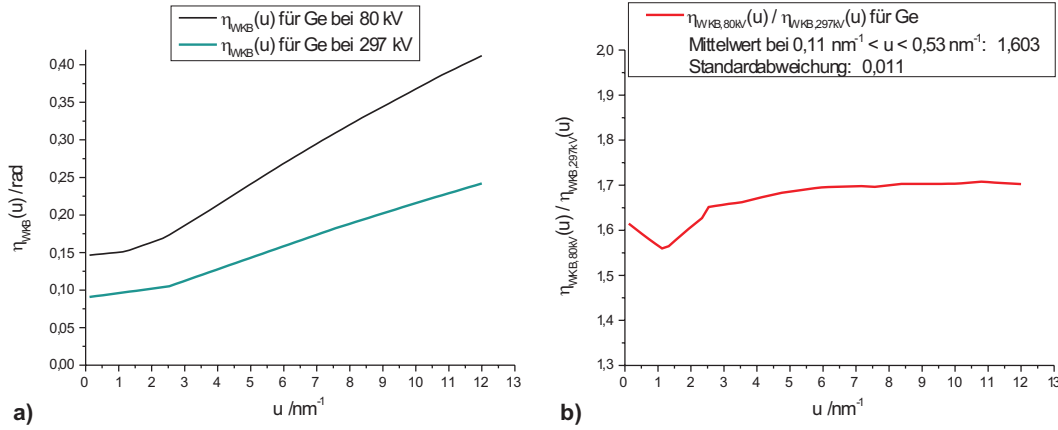 η_WKB(u) für Ge bei 80 kV
η_WKB(u) für Ge bei 297 kV
0,40
0,35
0,30
0,25
0,20
0,15
0,10
0,05
0,00
η_WKB(u) /rad
0 1 2 3 4 5 6 7 8 9 10 11 12 13
u /nm⁻¹
a)
η_WKB,80kV(u) / η_WKB,297kV(u) für Ge
Mittelwert bei 0,11 nm⁻¹ < u < 0,53 nm⁻¹: 1,603
Standardabweichung: 0,011
2,0
1,9
1,8
1,7
1,6
1,5
1,4
1,3
η_WKB,80kV(u) / η_WKB,297kV(u)
0 1 2 3 4 5 6 7 8 9 10 11 12 13
u /nm⁻¹
b)